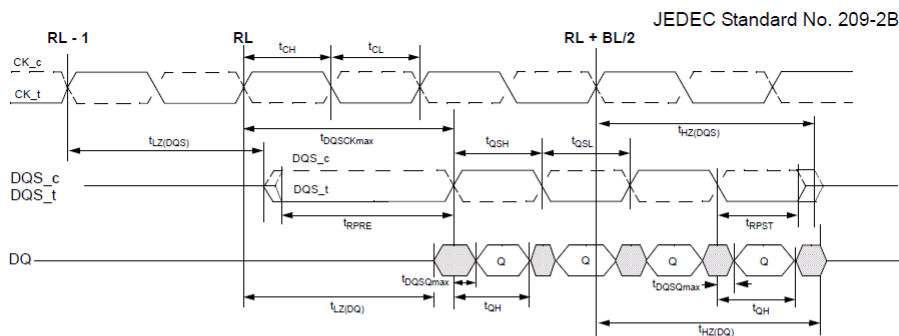 JEDEC Standard No. 209-2B
RL - 1
RL
RL + BL/2
tCH
tCL
CK_c
CK_t
tLZ(DQS)
tDQSCKmax
tHZ(DQS)
tQSH
tQSL
DQS_c
DQS_t
DQS_c
DQS_t
tRPRE
tRPST
DQ
Q
Q
Q
Q
tDQSQmax
tDQSQmax
tQH
tQH
tLZ(DQ)
tHZ(DQ)